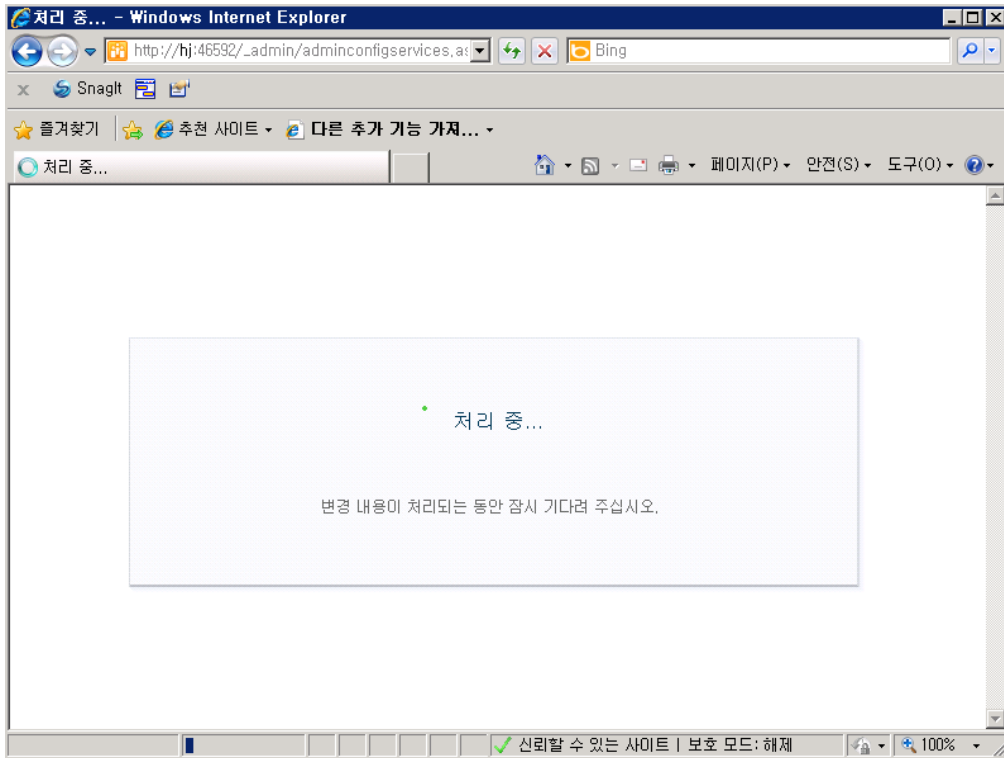 처리 중... - Windows Internet Explorer
http://hj:46592/_admin/adminconfigservices.as
Bing
x SnagIt
즐겨찾기 추천 사이트 다른 추가 기능 가져...
처리 중...
페이지(P) 안전(S) 도구(O)
처리 중...
변경 내용이 처리되는 동안 잠시 기다려 주십시오.
신뢰할 수 있는 사이트 | 보호 모드: 해제
100%